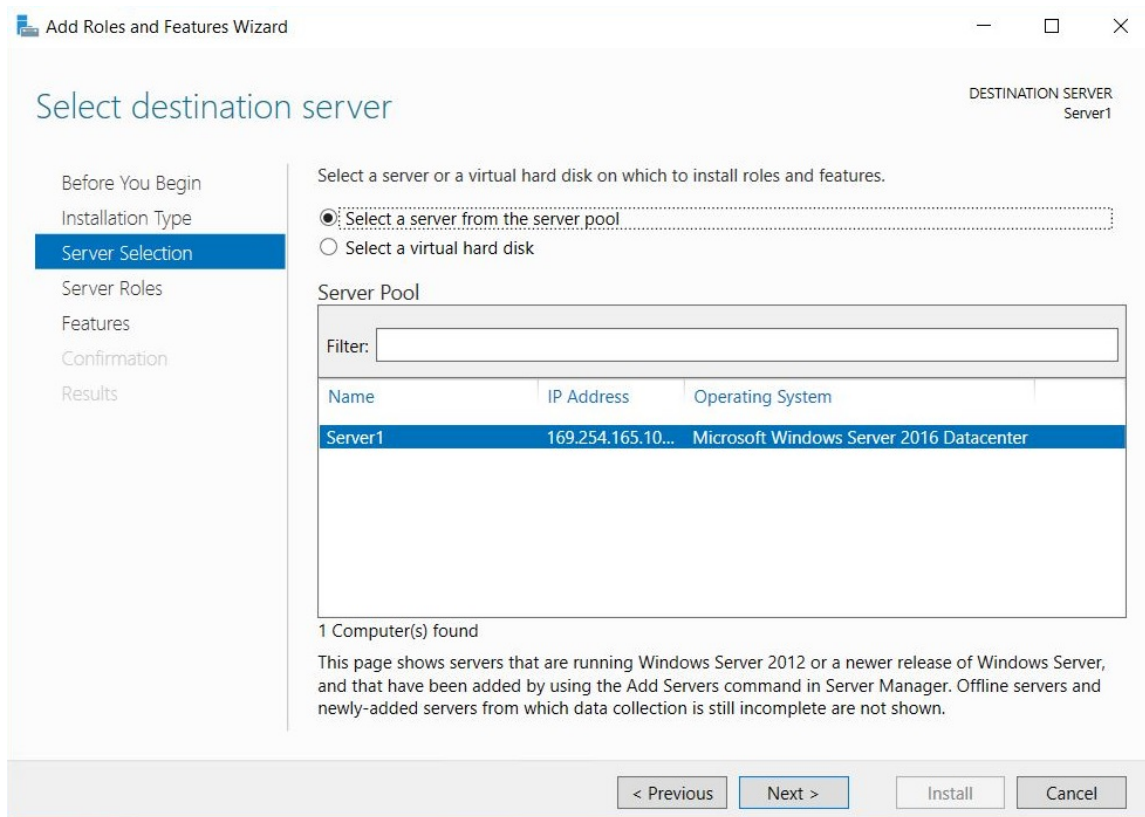 Add Roles and Features Wizard
Select destination server
DESTINATION SERVER
Server1
Before You Begin
Installation Type
Server Selection
Server Roles
Features
Confirmation
Results
Select a server or a virtual hard disk on which to install roles and features.
Select a server from the server pool
Select a virtual hard disk
Server Pool
Filter:
Name IP Address Operating System
Server1 169.254.165.10... Microsoft Windows Server 2016 Datacenter
1 Computer(s) found
This page shows servers that are running Windows Server 2012 or a newer release of Windows Server,
and that have been added by using the Add Servers command in Server Manager. Offline servers and
newly-added servers from which data collection is still incomplete are not shown.
< Previous Next > Install Cancel